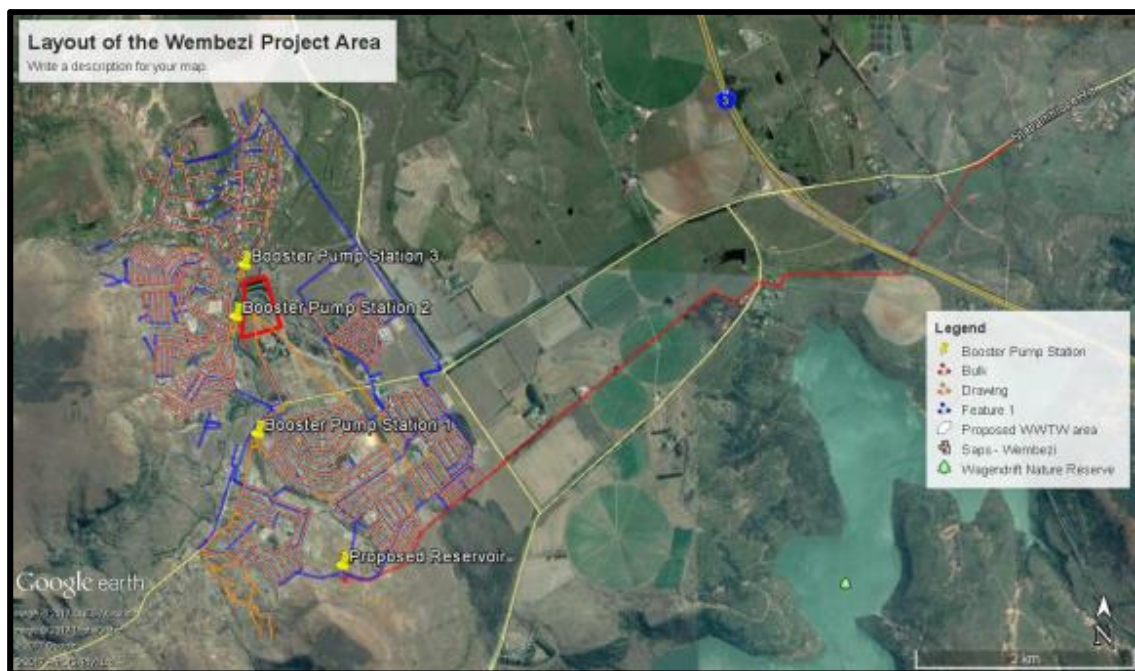 Layout of the Wembezi Project Area
Write a description for your map.
3
Booster Pump Station 3
Booster Pump Station 2
Booster Pump Station 1
Proposed Reservoir
Legend
Booster Pump Station
Bulk
Drawing
Feature 1
Proposed WWTW area
Saps - Wembezi
Wagendrift Nature Reserve
Google earth
N
2 km